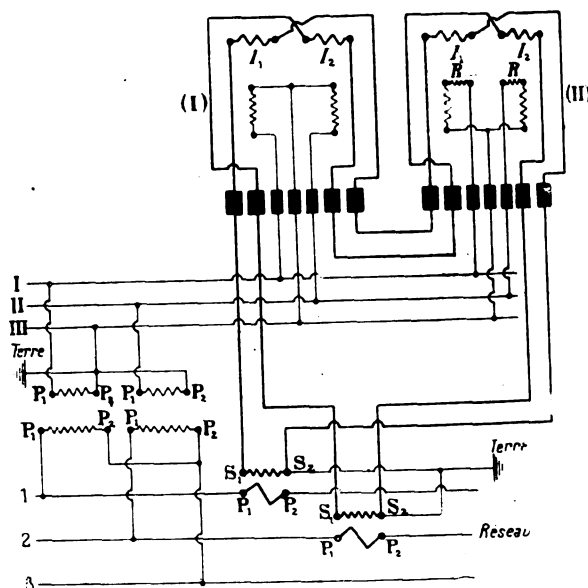 I₁ I₂ I₁ I₂
R R
(I) (II)
I
II
III
Terre
P₁ P₂ P₁ P₂
P₁ P₂ P₁ P₂
Terre
S₁ S₂
1 P₁ P₂
S₁ S₂
2 P₁ P₂ Réseau
3